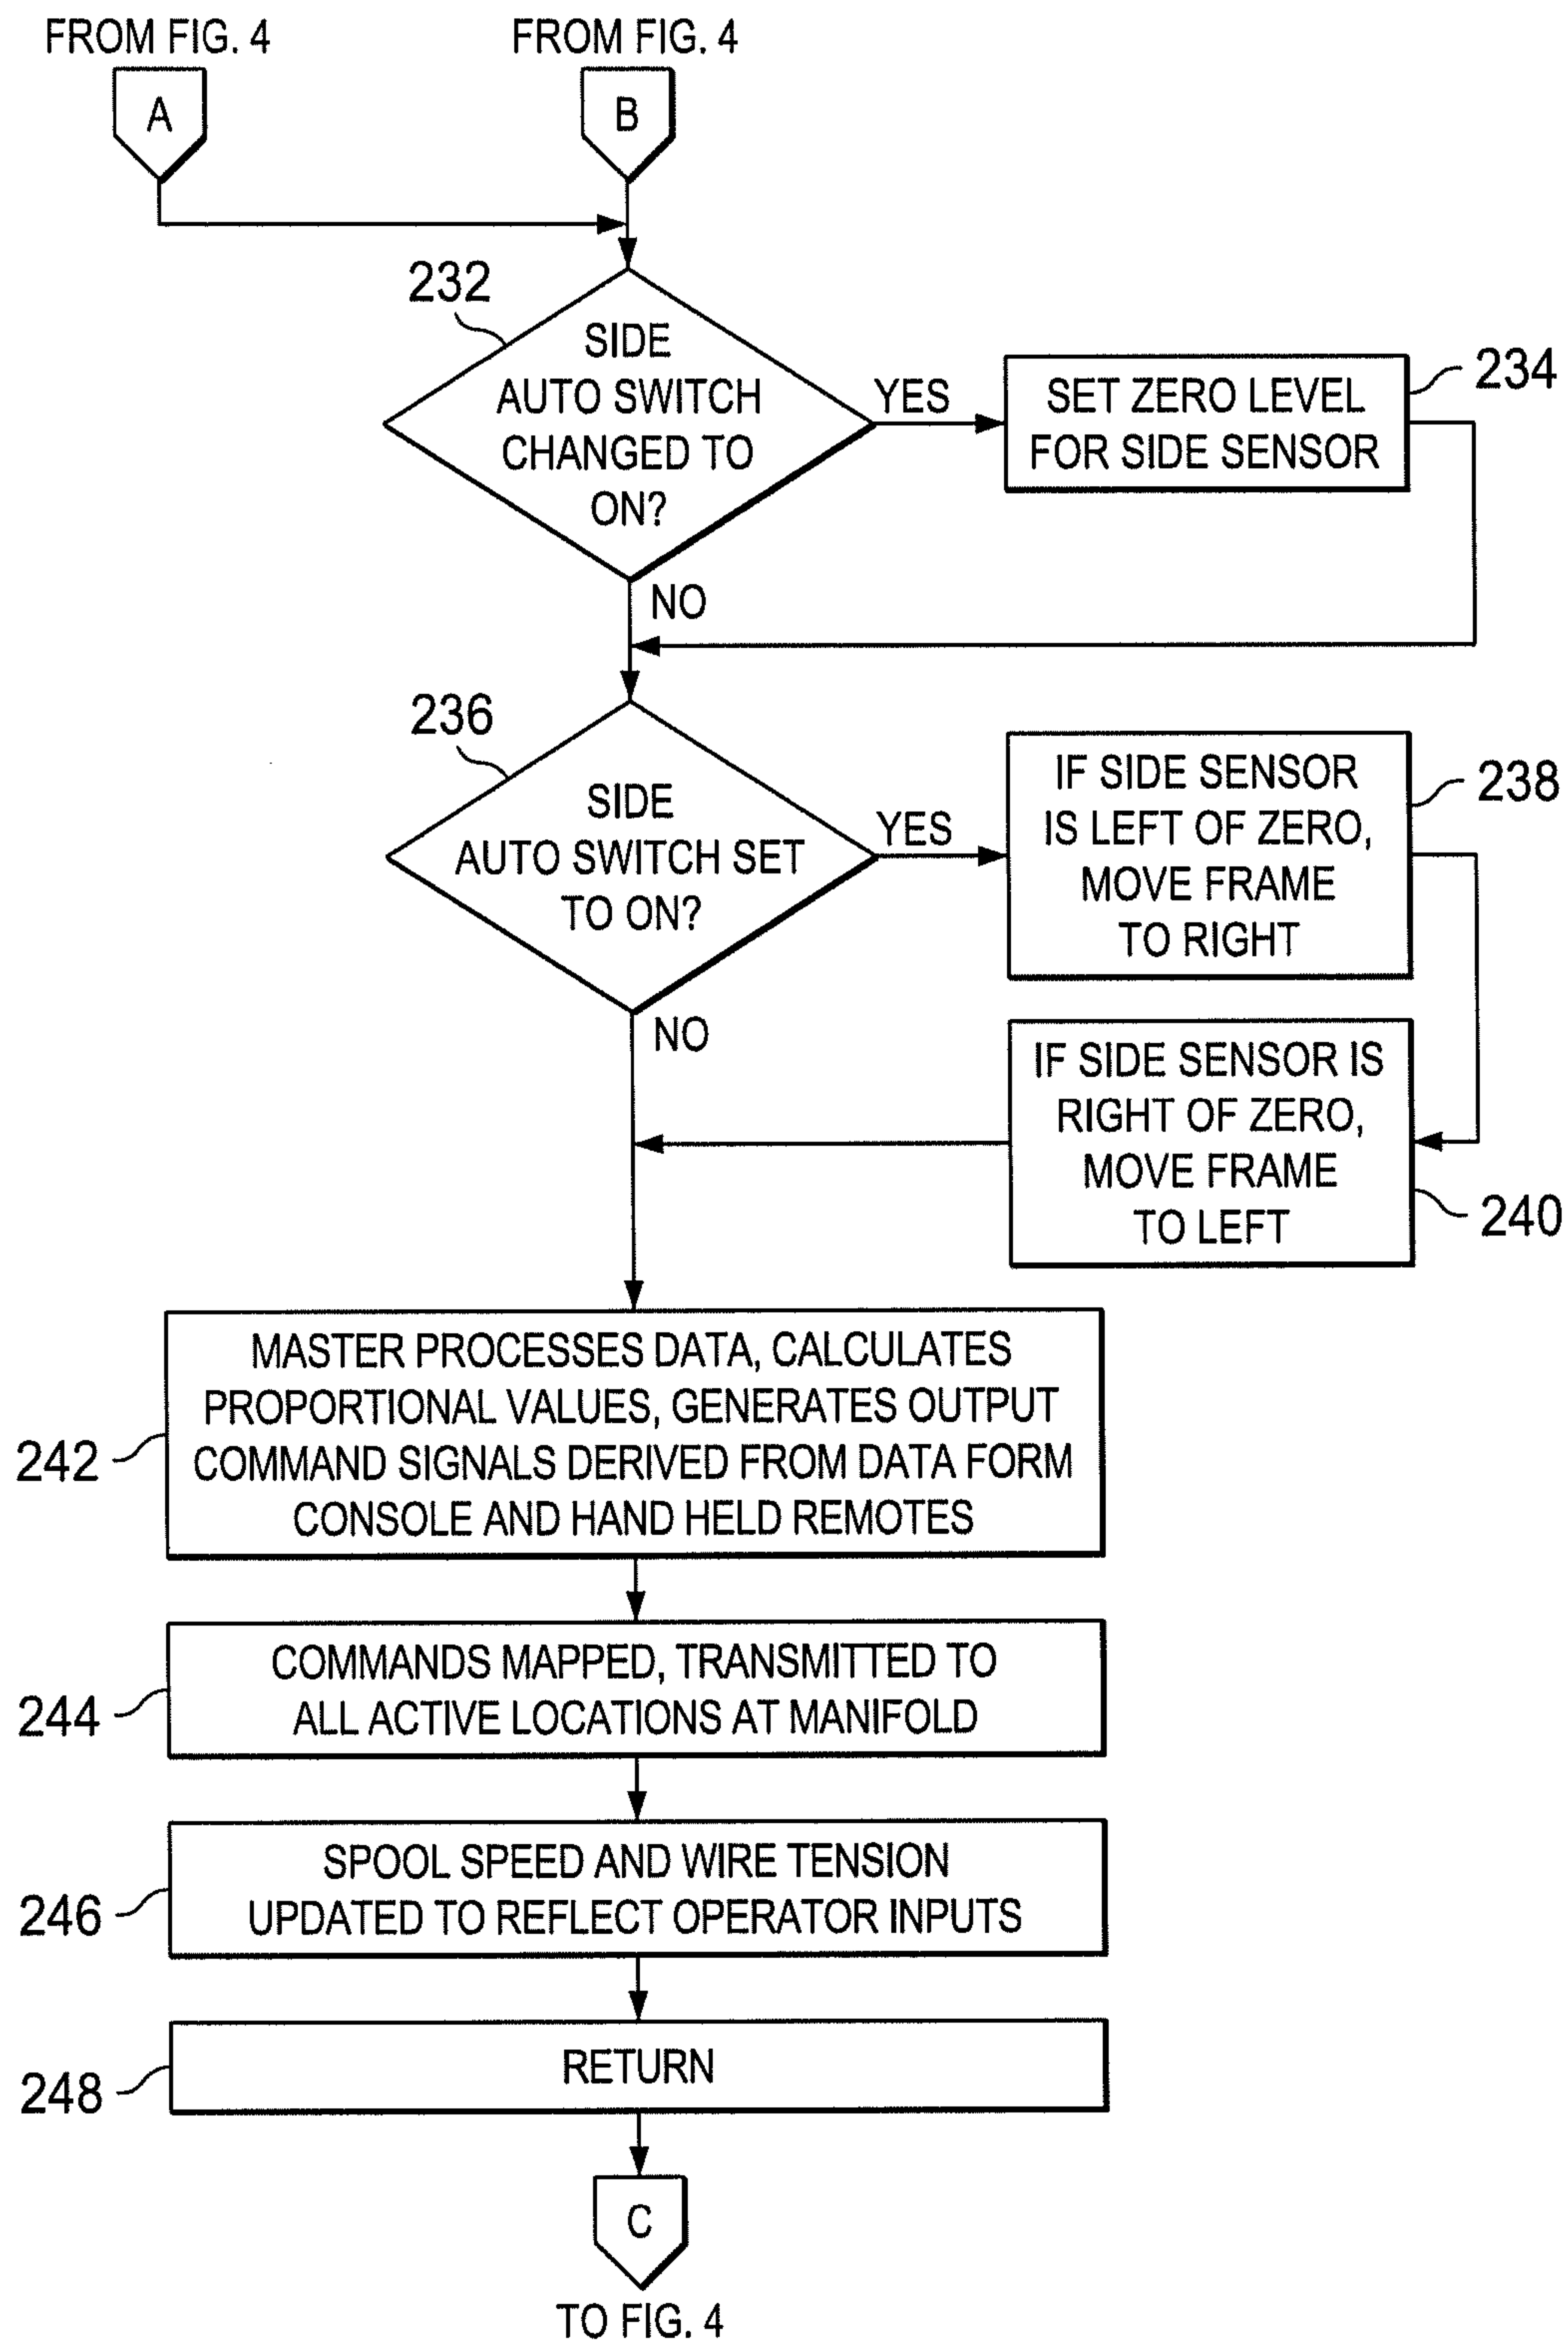 FROM FIG. 4
FROM FIG. 4
A
B
232
SIDE
AUTO SWITCH
CHANGED TO
ON?
YES
SET ZERO LEVEL
FOR SIDE SENSOR
234
NO
236
SIDE
AUTO SWITCH SET
TO ON?
YES
IF SIDE SENSOR
IS LEFT OF ZERO,
MOVE FRAME
TO RIGHT
238
NO
IF SIDE SENSOR IS
RIGHT OF ZERO,
MOVE FRAME
TO LEFT
240
MASTER PROCESSES DATA, CALCULATES
PROPORTIONAL VALUES, GENERATES OUTPUT
COMMAND SIGNALS DERIVED FROM DATA FORM
CONSOLE AND HAND HELD REMOTES
242
COMMANDS MAPPED, TRANSMITTED TO
ALL ACTIVE LOCATIONS AT MANIFOLD
244
SPOOL SPEED AND WIRE TENSION
UPDATED TO REFLECT OPERATOR INPUTS
246
RETURN
248
C
TO FIG. 4